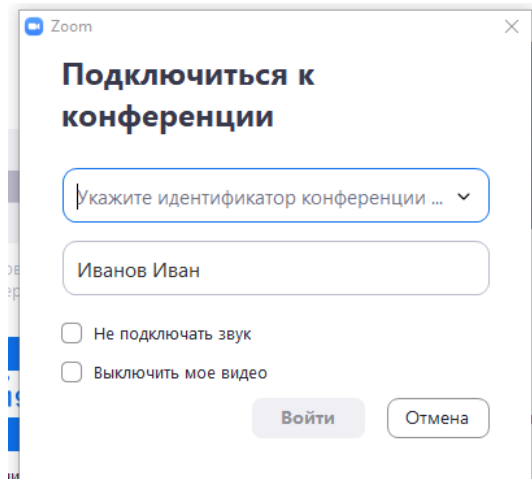 Zoom
Подключиться к
конференции
Укажите идентификатор конференции ...
Иванов Иван
Не подключать звук
Выключить мое видео
Войти
Отмена